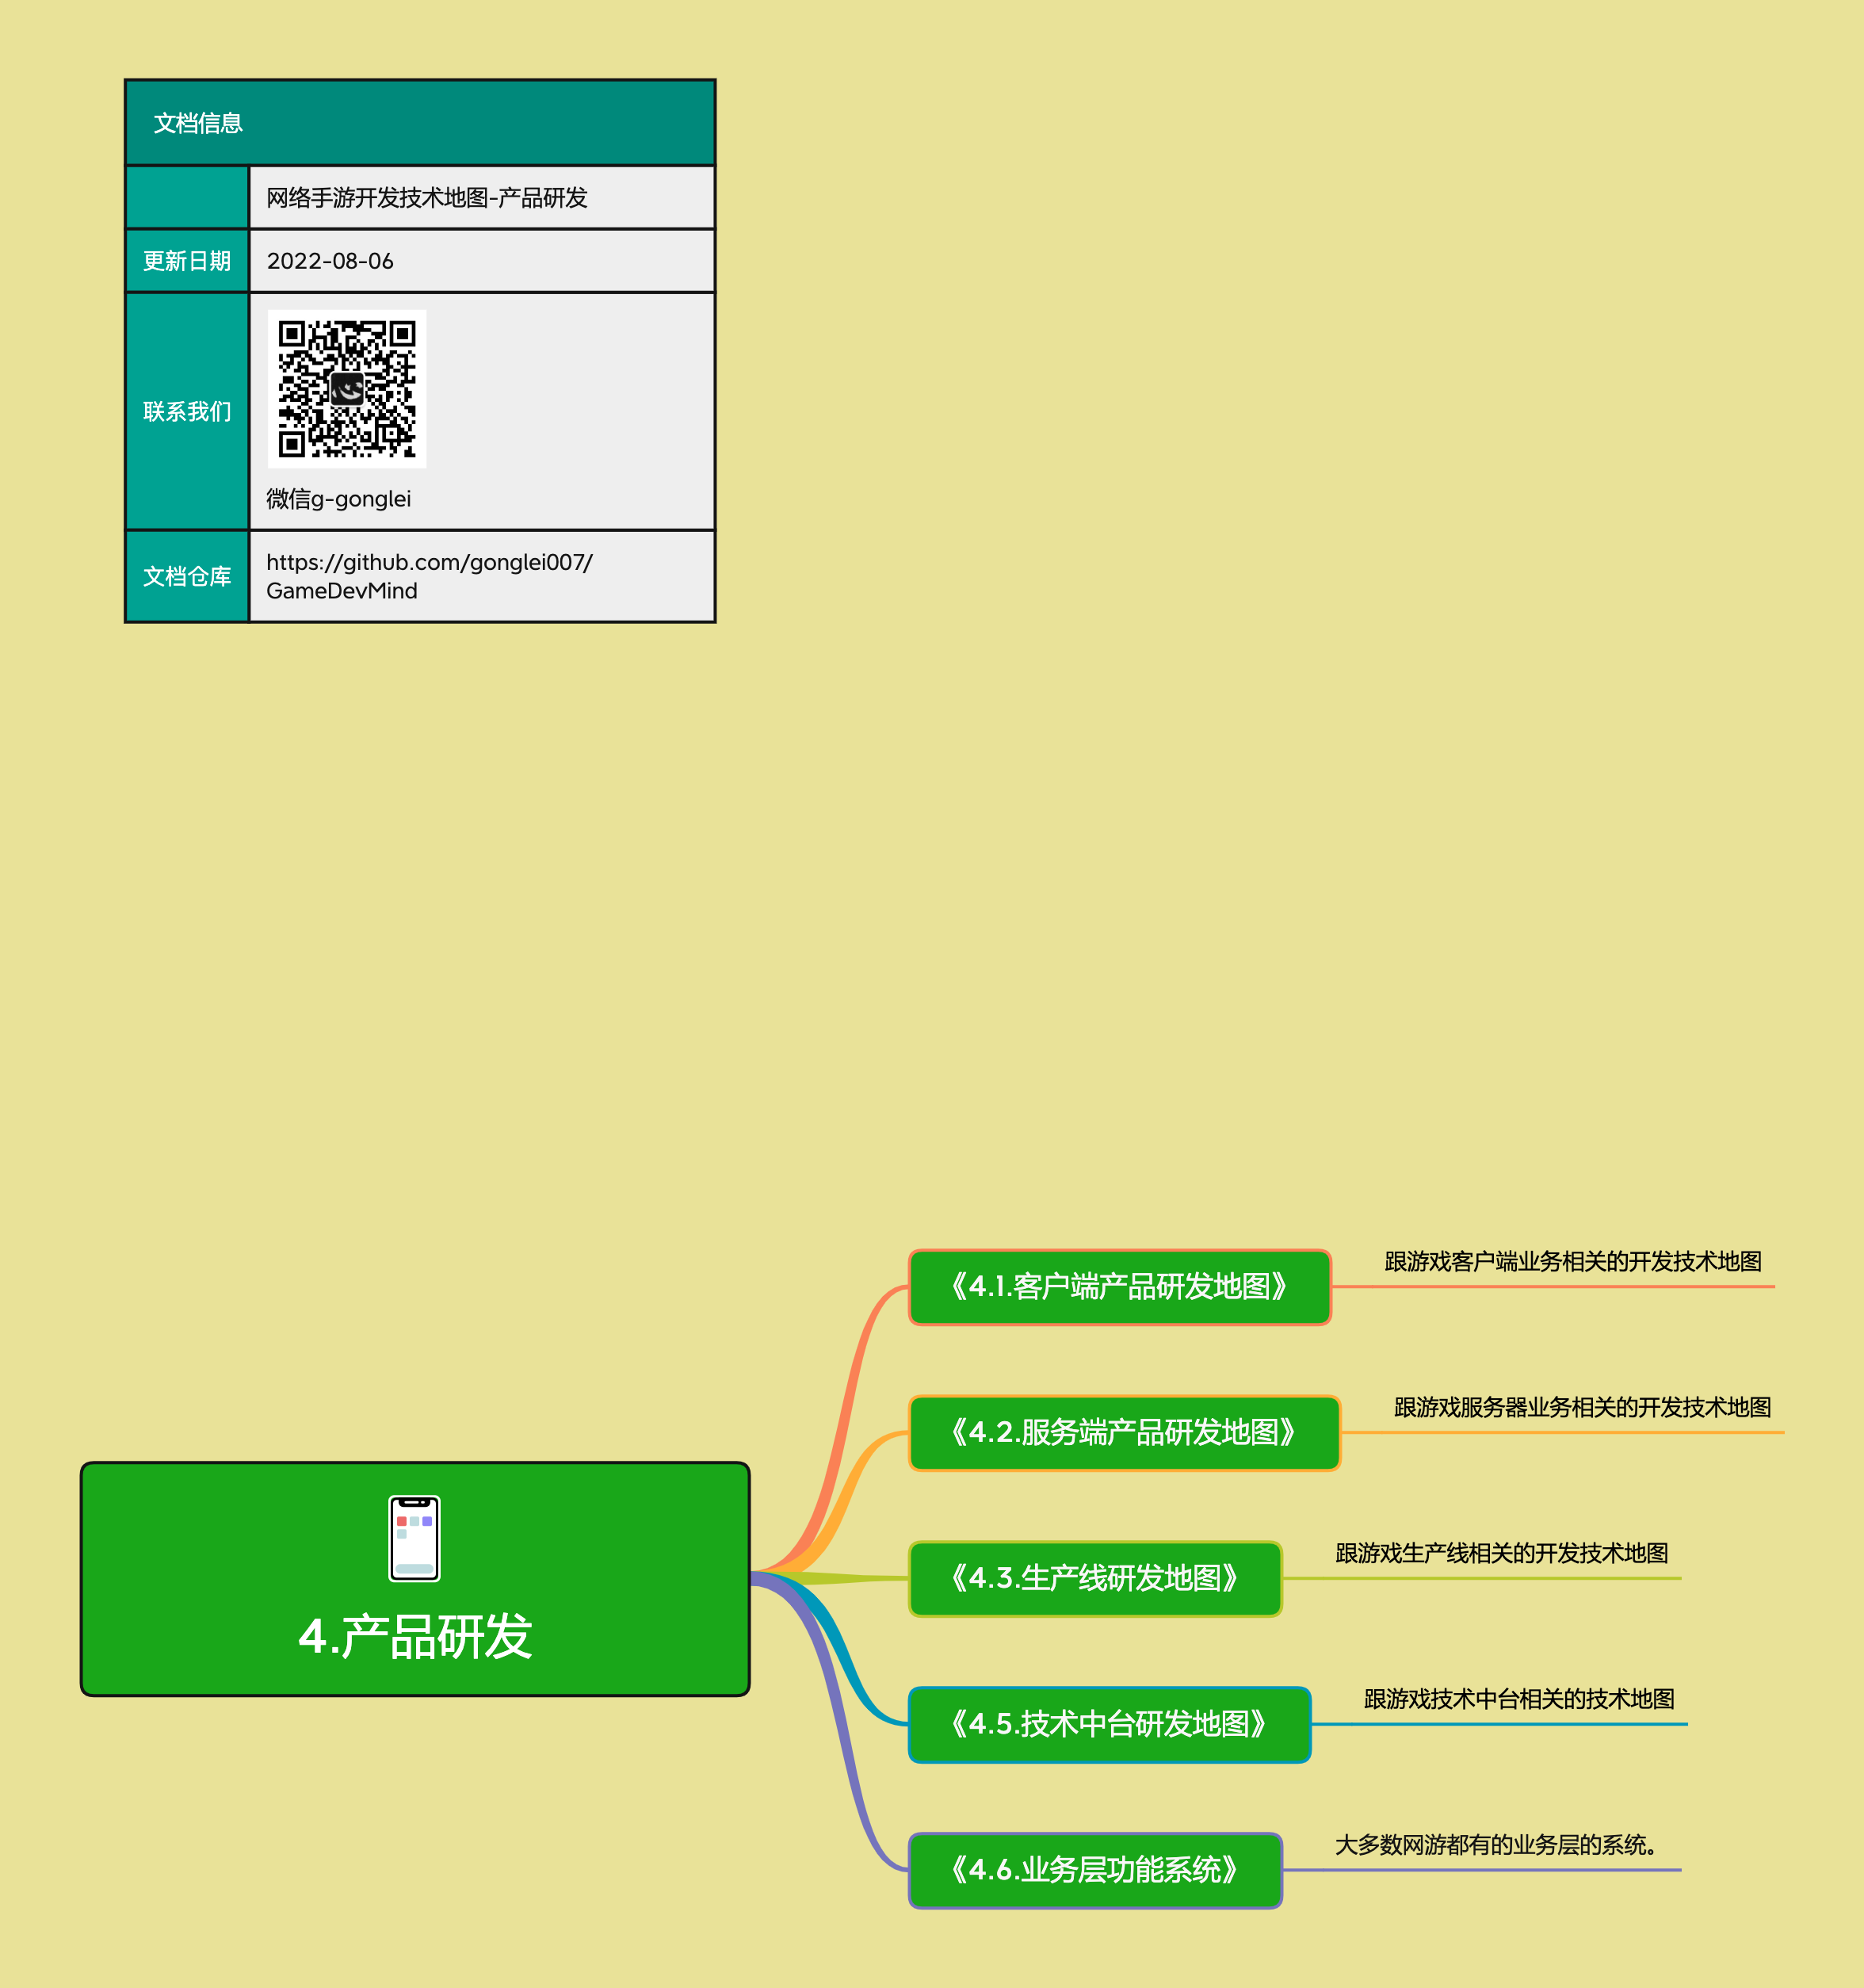 文档信息
网络手游开发技术地图-产品研发
更新日期
2022-08-06
联系我们
微信g-gonglei
文档仓库
https://github.com/gonglei007/
GameDevMind
4.产品研发
《4.1.客户端产品研发地图》
跟游戏客户端业务相关的开发技术地图
《4.2.服务端产品研发地图》
跟游戏服务器业务相关的开发技术地图
《4.3.生产线研发地图》
跟游戏生产线相关的开发技术地图
《4.5.技术中台研发地图》
跟游戏技术中台相关的技术地图
《4.6.业务层功能系统》
大多数网游都有的业务层的系统。